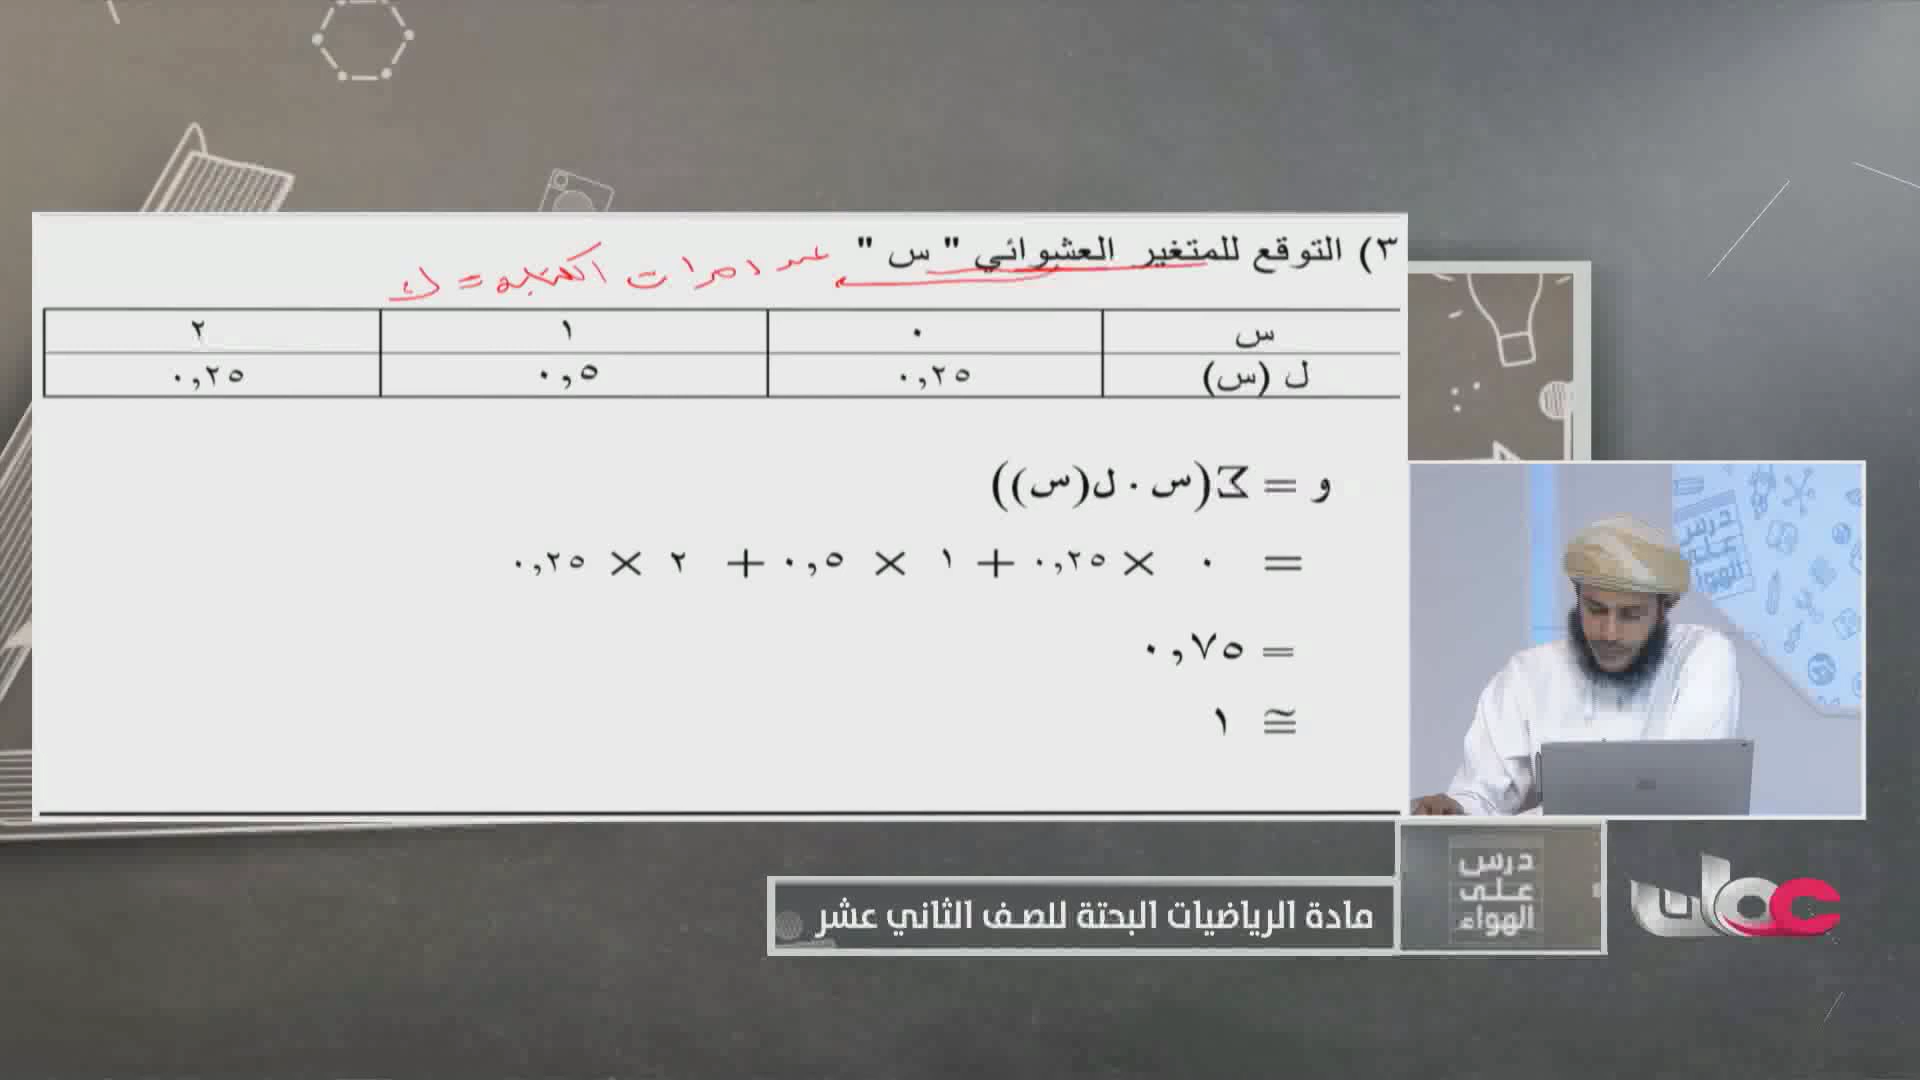 ٣) التوقع للمتغير العشوائي " س "
عدد مرات الكتابة = ك
س ٠ ١ ٢
ل (س) ٠,٢٥ ٠,٥ ٠,٢٥
و = Σ(س . ل(س))
= ٠ × ٠,٢٥ + ١ × ٠,٥ + ٢ × ٠,٢٥
= ٠,٧٥
≅ ١
درس
على
الهواء
درس
على
الهواء
مادة الرياضيات البحتة للصف الثاني عشر